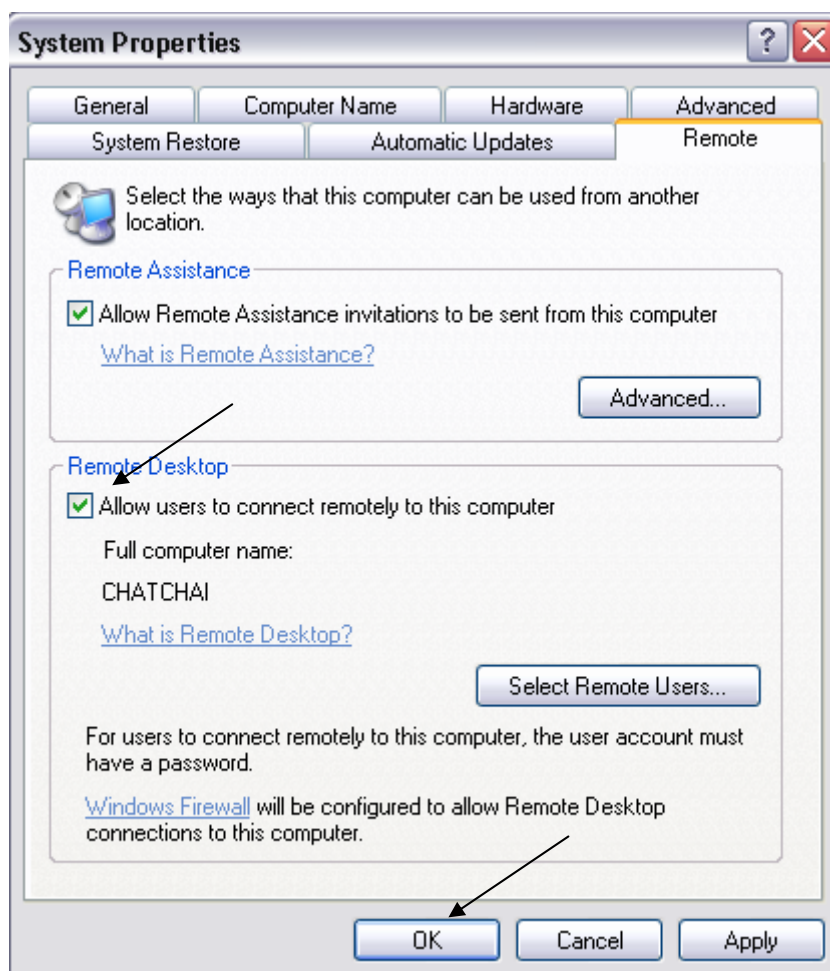 System Properties
General Computer Name Hardware Advanced
System Restore Automatic Updates Remote
Select the ways that this computer can be used from another
location.
Remote Assistance
Allow Remote Assistance invitations to be sent from this computer
What is Remote Assistance?
Advanced...
Remote Desktop
Allow users to connect remotely to this computer
Full computer name:
CHATCHAI
What is Remote Desktop?
Select Remote Users...
For users to connect remotely to this computer, the user account must
have a password.
Windows Firewall will be configured to allow Remote Desktop
connections to this computer.
OK Cancel Apply